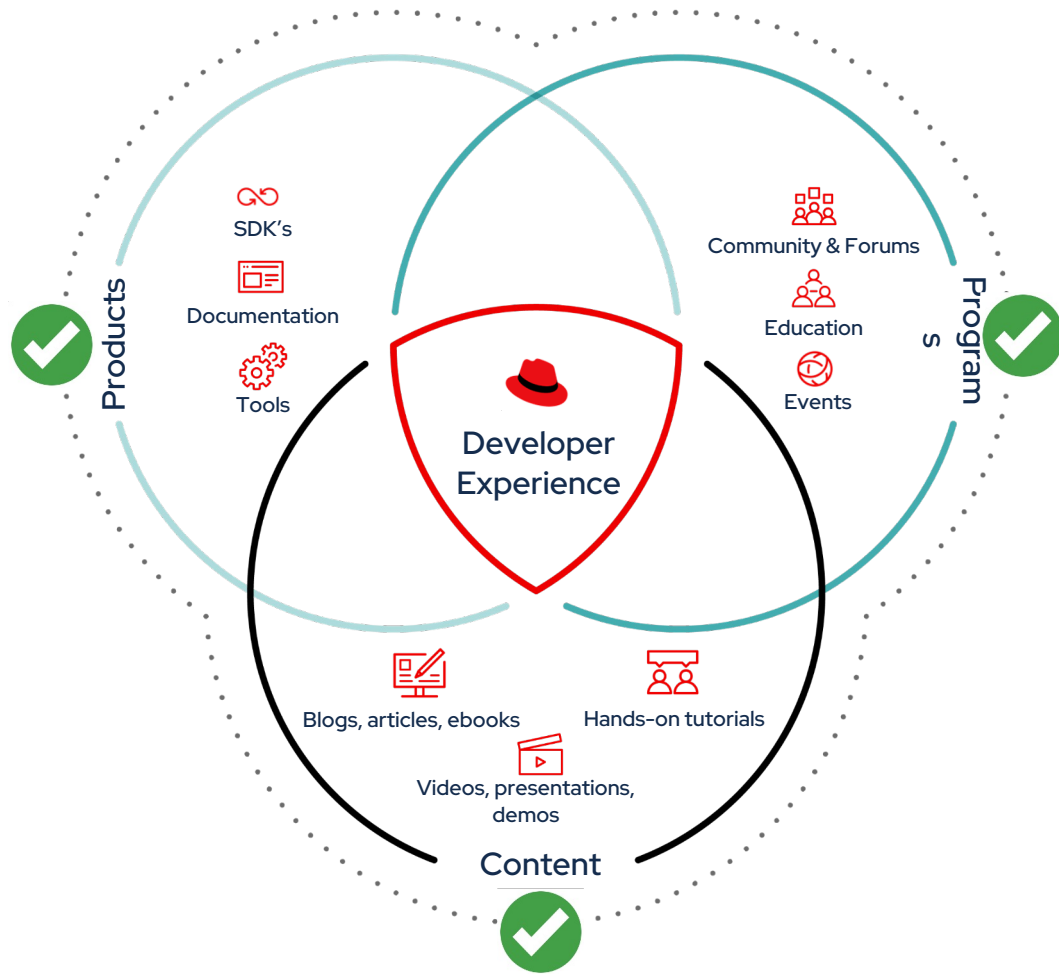 SDK's
Documentation
Tools
Products
Community & Forums
Education
Events
Program
s
Developer
Experience
Blogs, articles, ebooks
Hands-on tutorials
Videos, presentations,
demos
Content